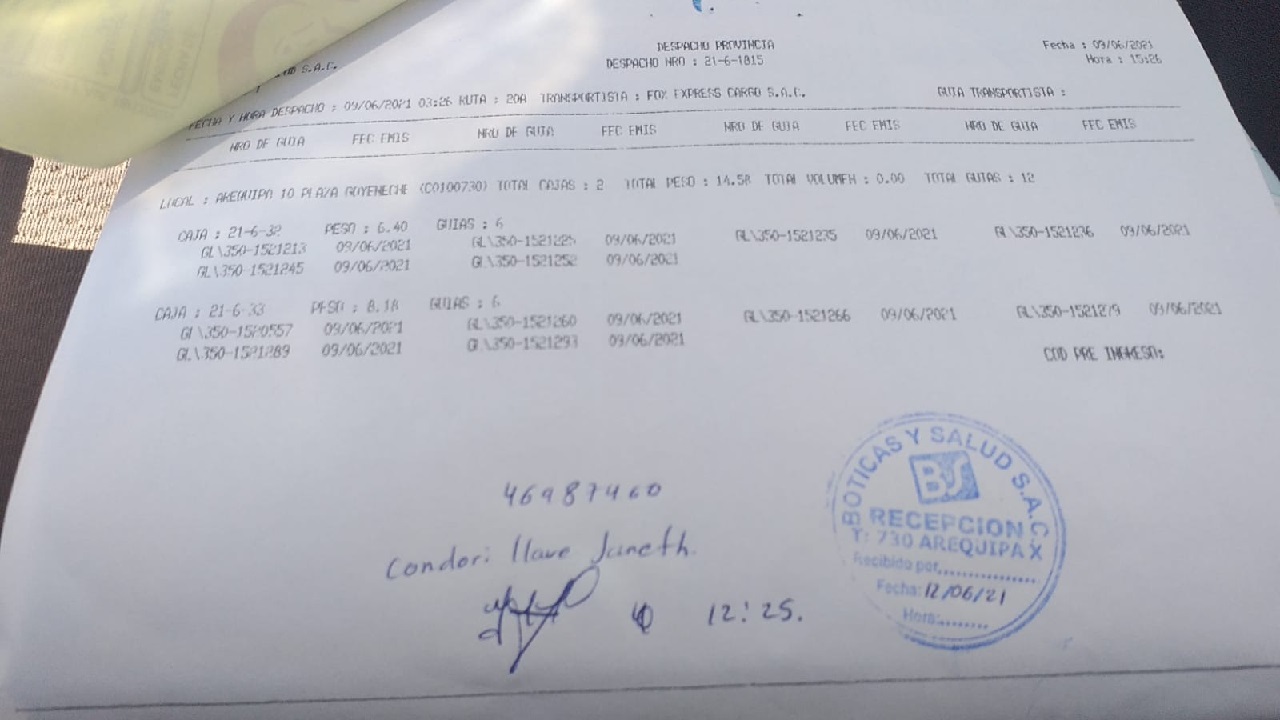 S.A.C.
DESPACHO PROVINCIA
DESPACHO NRO : 21-6-1815
Fecha : 09/06/2021
Hora : 15:26
FECHA Y HORA DESPACHO : 09/06/2021 03:26 RUTA : 20A TRANSPORTISTA : FOX EXPRESS CARGO S.A.C. GUIA TRANSPORTISTA :
NRO DE GUIA FEC EMIS NRO DE GUIA FEC EMIS NRO DE GUIA FEC EMIS NRO DE GUIA FEC EMIS
LOCAL : AREQUIPA 10 PLAZA GOYENECHE (C0100730) TOTAL CAJAS : 2 TOTAL PESO : 14.58 TOTAL VOLUMEN : 0.00 TOTAL GUIAS : 12
CAJA : 21-6-32 PESO : 6.40 GUIAS : 6
GL\350-1521213 09/06/2021 GL\350-1521225 09/06/2021 GL\350-1521235 09/06/2021 GL\350-1521236 09/06/2021
GL\350-1521245 09/06/2021 GL\350-1521252 09/06/2021
CAJA : 21-6-33 PESO : 8.18 GUIAS : 6
GL\350-1520557 09/06/2021 GL\350-1521260 09/06/2021 GL\350-1521266 09/06/2021 GL\350-1521279 09/06/2021
GL\350-1521289 09/06/2021 GL\350-1521293 09/06/2021
COD PRE INGRESO:
46987460
Condori llave Janeth.
12:25.
BOTICAS Y SALUD S.A.C.
BS
RECEPCION
T: 730 AREQUIPA X
Recibido por
Fecha: 12/06/21
Hora: